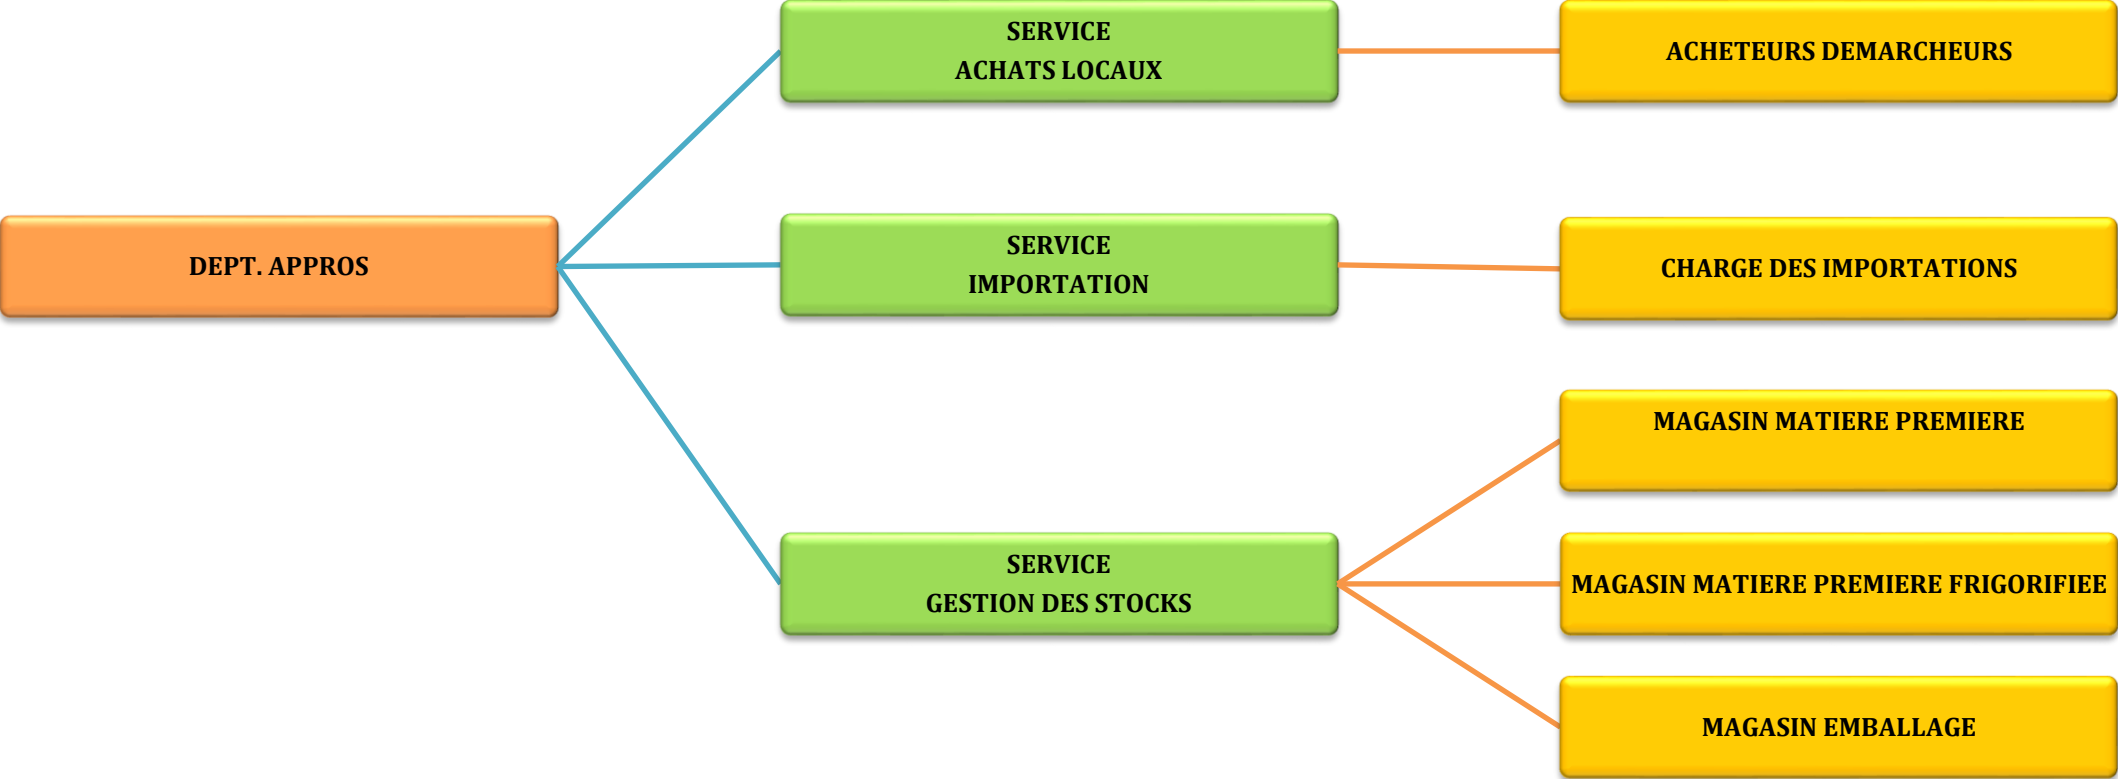 DEPT. APPROS
SERVICE
ACHATS LOCAUX
SERVICE
IMPORTATION
SERVICE
GESTION DES STOCKS
ACHETEURS DEMARCHEURS
CHARGE DES IMPORTATIONS
MAGASIN MATIERE PREMIERE
MAGASIN MATIERE PREMIERE FRIGORIFIEE
MAGASIN EMBALLAGE